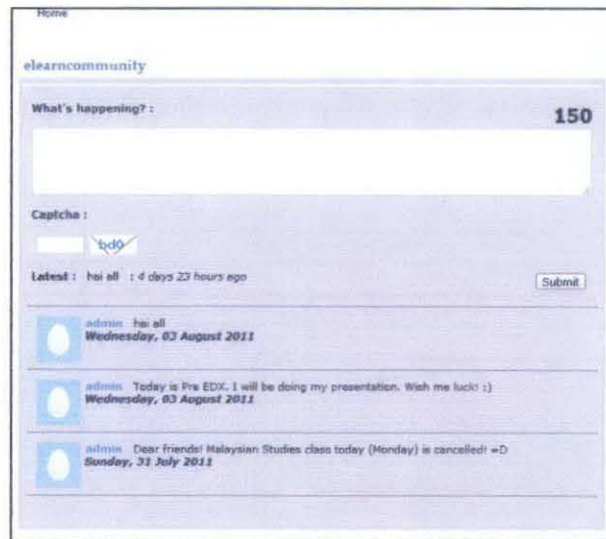 Home
elearncommunity
What's happening? :
150
Captcha :
bd0
Latest : hai all : 4 days 23 hours ago
Submit
admin hai all
Wednesday, 03 August 2011
admin Today is Pre EDX. I will be doing my presentation. Wish me luck! :)
Wednesday, 03 August 2011
admin Dear friends! Malaysian Studies class today (Monday) is cancelled! =D
Sunday, 31 July 2011